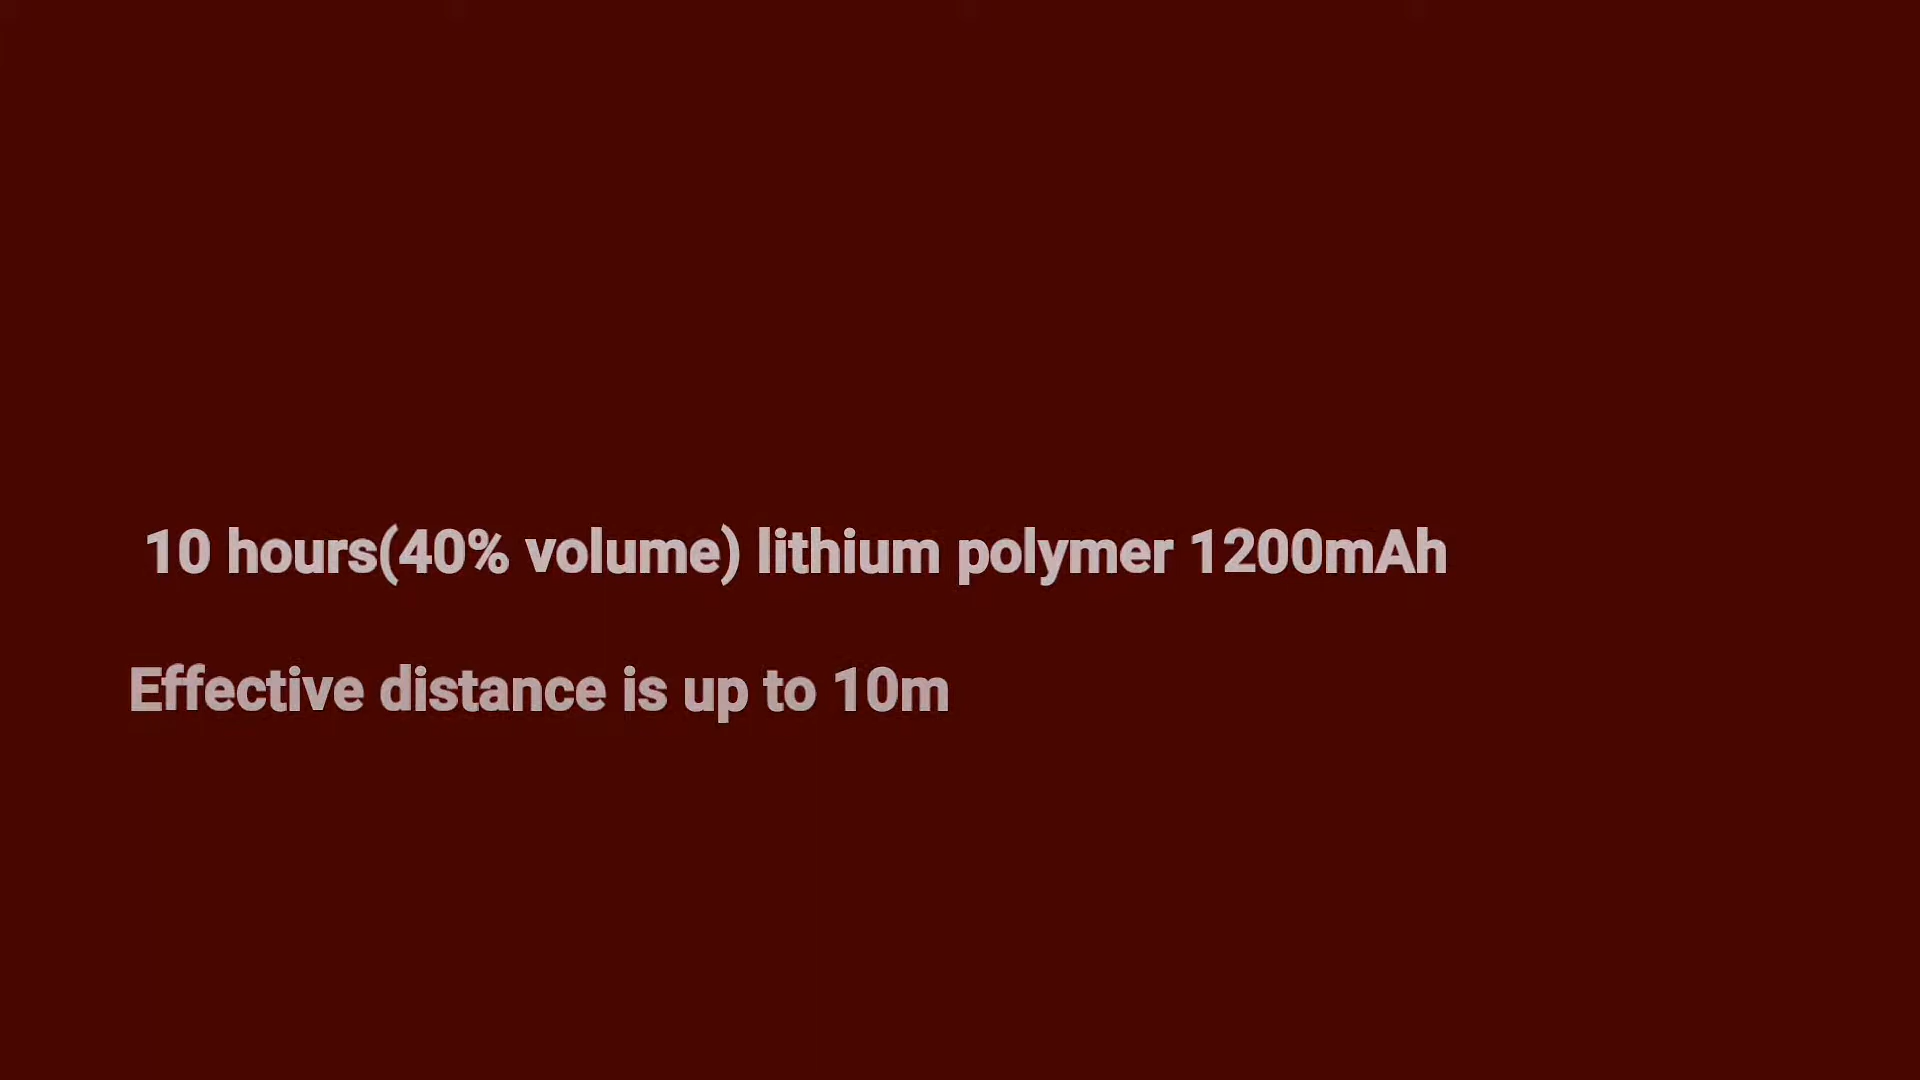 10 hours(40% volume) lithium polymer 1200mAh
Effective distance is up to 10m